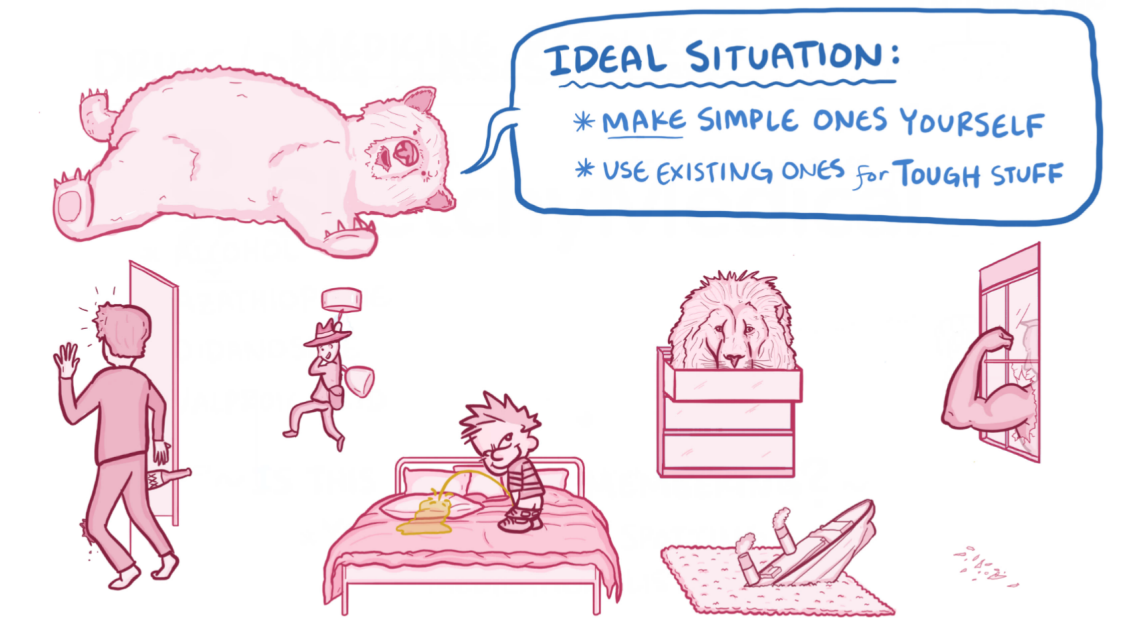 IDEAL SITUATION:
* MAKE SIMPLE ONES YOURSELF
* USE EXISTING ONES for TOUGH STUFF